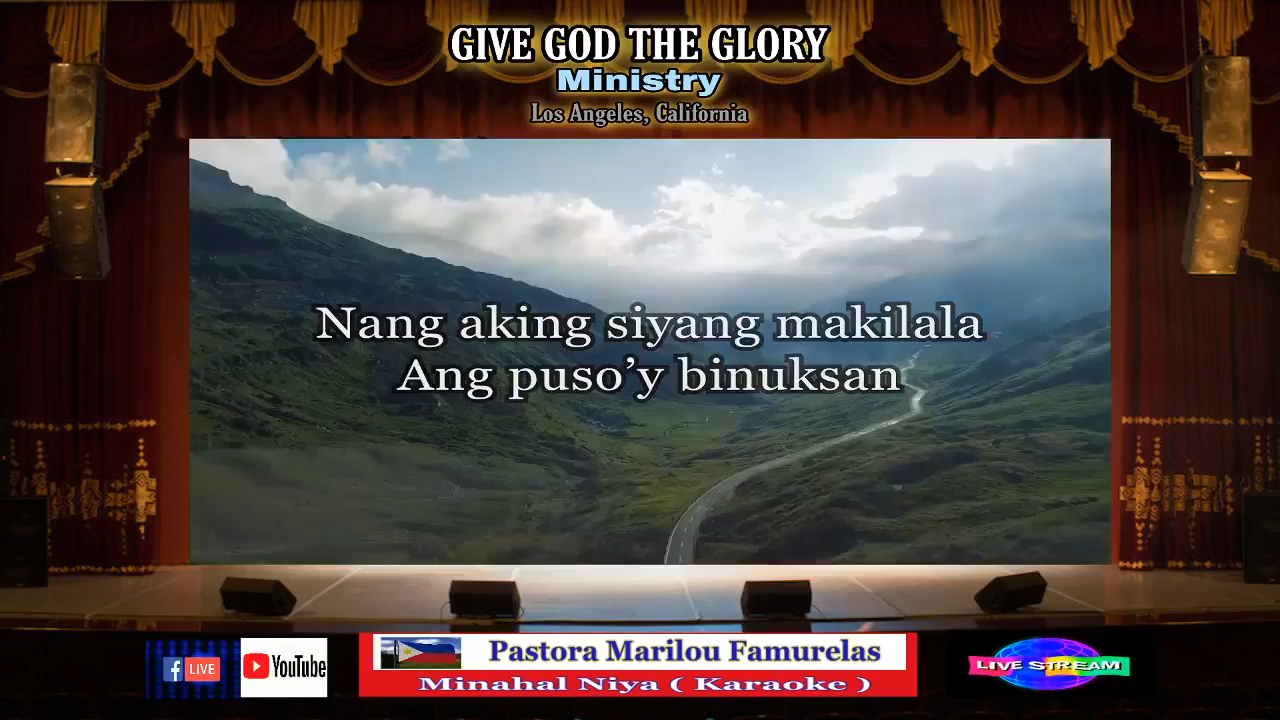 GIVE GOD THE GLORY
Ministry
Los Angeles, California
Nang aking siyang makilala
Ang puso’y binuksan
LIVE
YouTube
Pastora Marilou Famurelas
Minahal Niya ( Karaoke )
LIVE STREAM